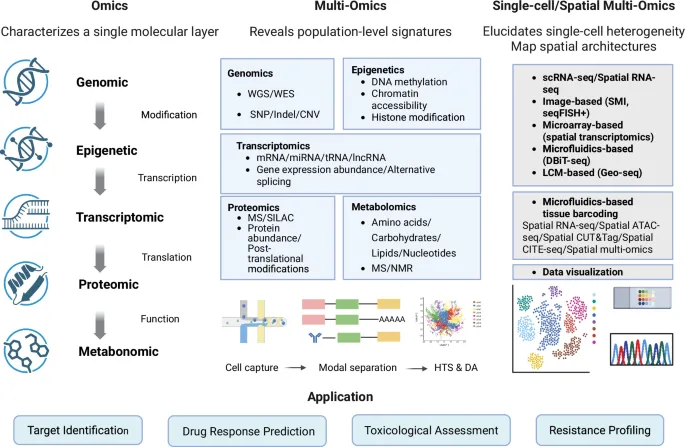 Omics
Characterizes a single molecular layer
Genomic
Modification
Epigenetic
Transcription
Transcriptomic
Translation
Proteomic
Function
Metabonomic
Multi-Omics
Reveals population-level signatures
Genomics
• WGS/WES
• SNP/Indel/CNV
Epigenetics
• DNA methylation
• Chromatin
accessibility
• Histone modification
Transcriptomics
• mRNA/miRNA/tRNA/lncRNA
• Gene expression abundance/Alternative
splicing
Proteomics
• MS/SILAC
• Protein
abundance/
Post-
translational
modifications
Metabolomics
• Amino acids/
Carbohydrates/
Lipids/Nucleotides
• MS/NMR
AAAAA
Cell capture
Modal separation
HTS & DA
Single-cell/Spatial Multi-Omics
Elucidates single-cell heterogeneity
Map spatial architectures
• scRNA-seq/Spatial RNA-
seq
• Image-based (SMI,
seqFISH+)
• Microarray-based
(spatial transcriptomics)
• Microfluidics-based
(DBiT-seq)
• LCM-based (Geo-seq)
• Microfluidics-based
tissue barcoding
Spatial RNA-seq/Spatial ATAC-
seq/Spatial CUT&Tag/Spatial
CITE-seq/Spatial multi-omics
• Data visualization
Application
Target Identification
Drug Response Prediction
Toxicological Assessment
Resistance Profiling